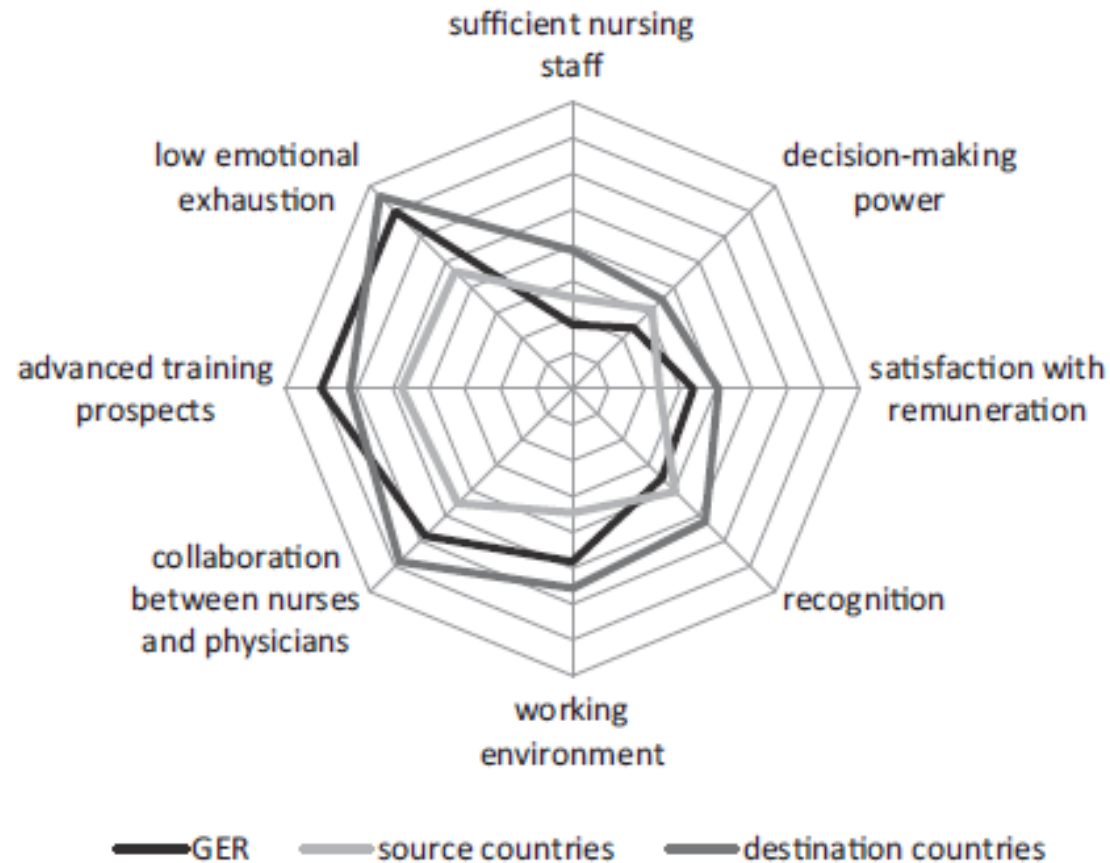 sufficient nursing
staff
decision-making
power
satisfaction with
remuneration
recognition
working
environment
collaboration
between nurses
and physicians
advanced training
prospects
low emotional
exhaustion
GER
source countries
destination countries